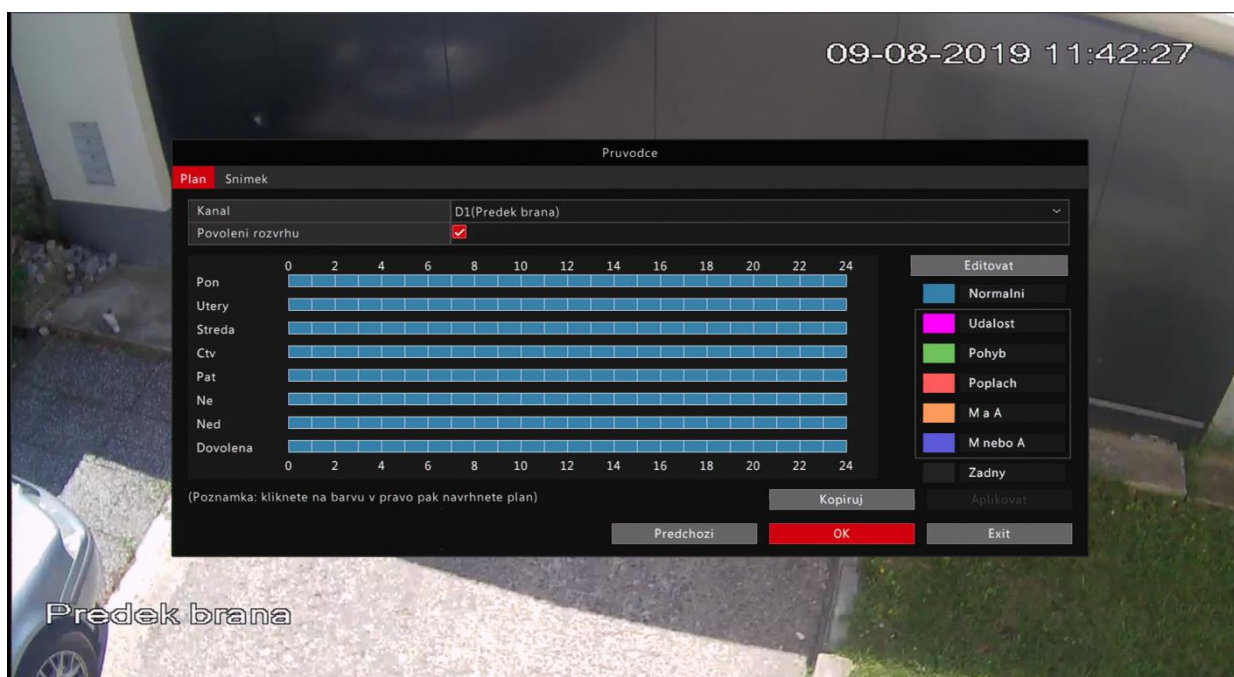 09-08-2019 11:42:27
Pruvodce
Plan Snimek
Kanal D1(Predek brana)
Povoleni rozvrhu
0 2 4 6 8 10 12 14 16 18 20 22 24
Editovat
Pon
Normalni
Utery
Udalost
Streda
Ctv
Pohyb
Pat
Poplach
Ne
M a A
Ned
Dovolena
M nebo A
0 2 4 6 8 10 12 14 16 18 20 22 24
Zadny
(Poznamka: kliknete na barvu v pravo pak navrhnete plan)
Kopiruj Aplikovat
Predchozi OK Exit
Predek brana